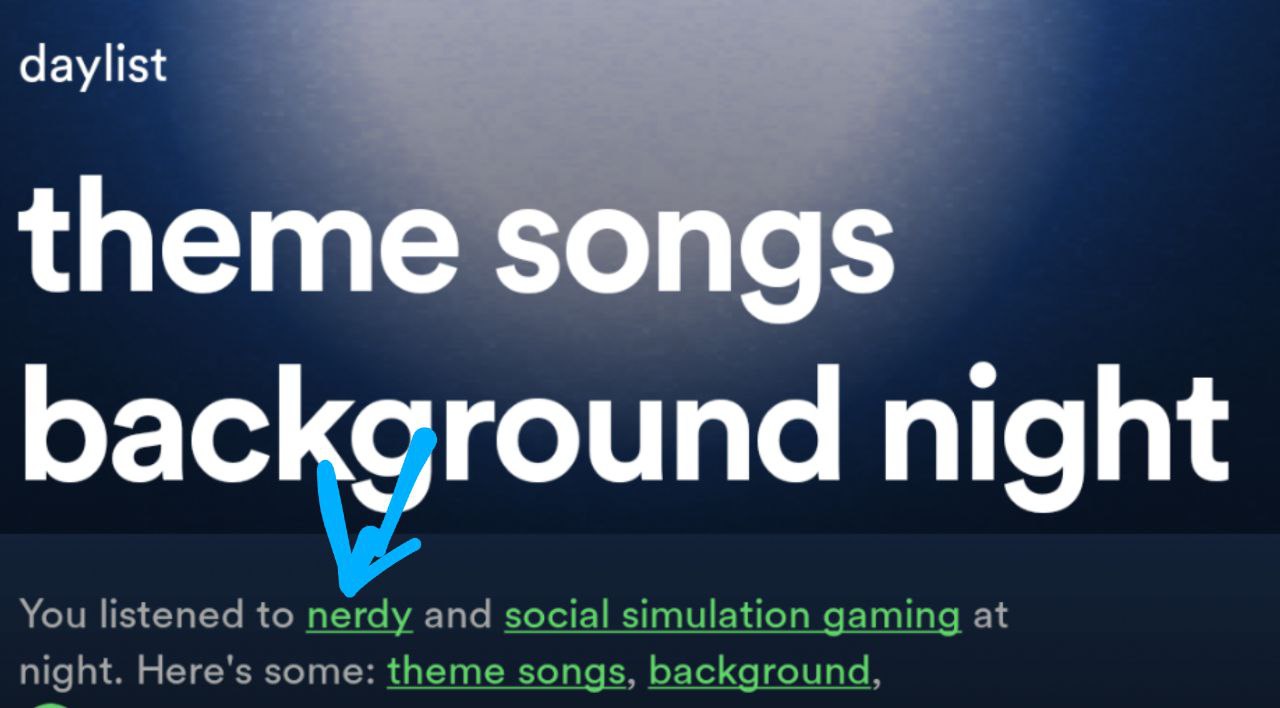 daylist
theme songs
background night
You listened to nerdy and social simulation gaming at
night. Here's some: theme songs, background,